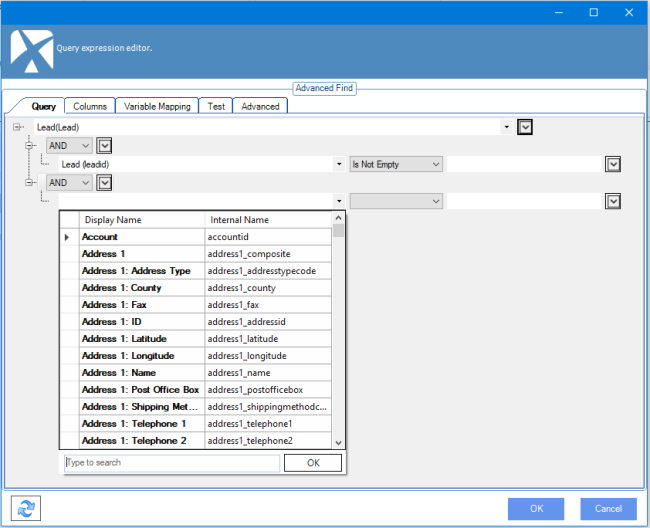 Query expression editor.
Advanced Find
Query Columns Variable Mapping Test Advanced
Lead(Lead)
AND
Lead (leadid) Is Not Empty
AND
Display Name Internal Name
Account accountid
Address 1 address1_composite
Address 1: Address Type address1_addresstypecode
Address 1: County address1_county
Address 1: Fax address1_fax
Address 1: ID address1_addressid
Address 1: Latitude address1_latitude
Address 1: Longitude address1_longitude
Address 1: Name address1_name
Address 1: Post Office Box address1_postofficebox
Address 1: Shipping Met... address1_shippingmethodc...
Address 1: Telephone 1 address1_telephone1
Address 1: Telephone 2 address1_telephone2
Type to search OK
OK Cancel